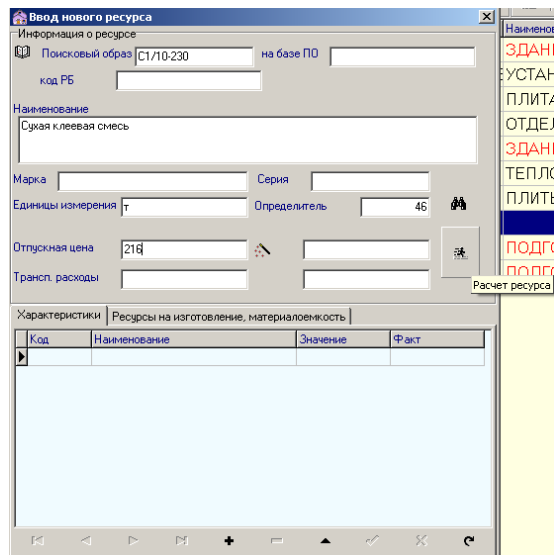 Ввод нового ресурса
Информация о ресурсе
Поисковый образ С1/10-230 на базе ПО
код РБ
Наименование
Сухая клеевая смесь
Марка Серия
Единицы измерения т Определитель 46
Отпускная цена 216
Трансп. расходы
Расчет ресурса
Характеристики Ресурсы на изготовление, материалоемкость
Код Наименование Значение Факт
Наименов
ЗДАН
УСТАН
ПЛИТА
ОТДЕЛ
ЗДАН
ТЕПЛО
ПЛИТЫ
ПОДГО
ПОДГО